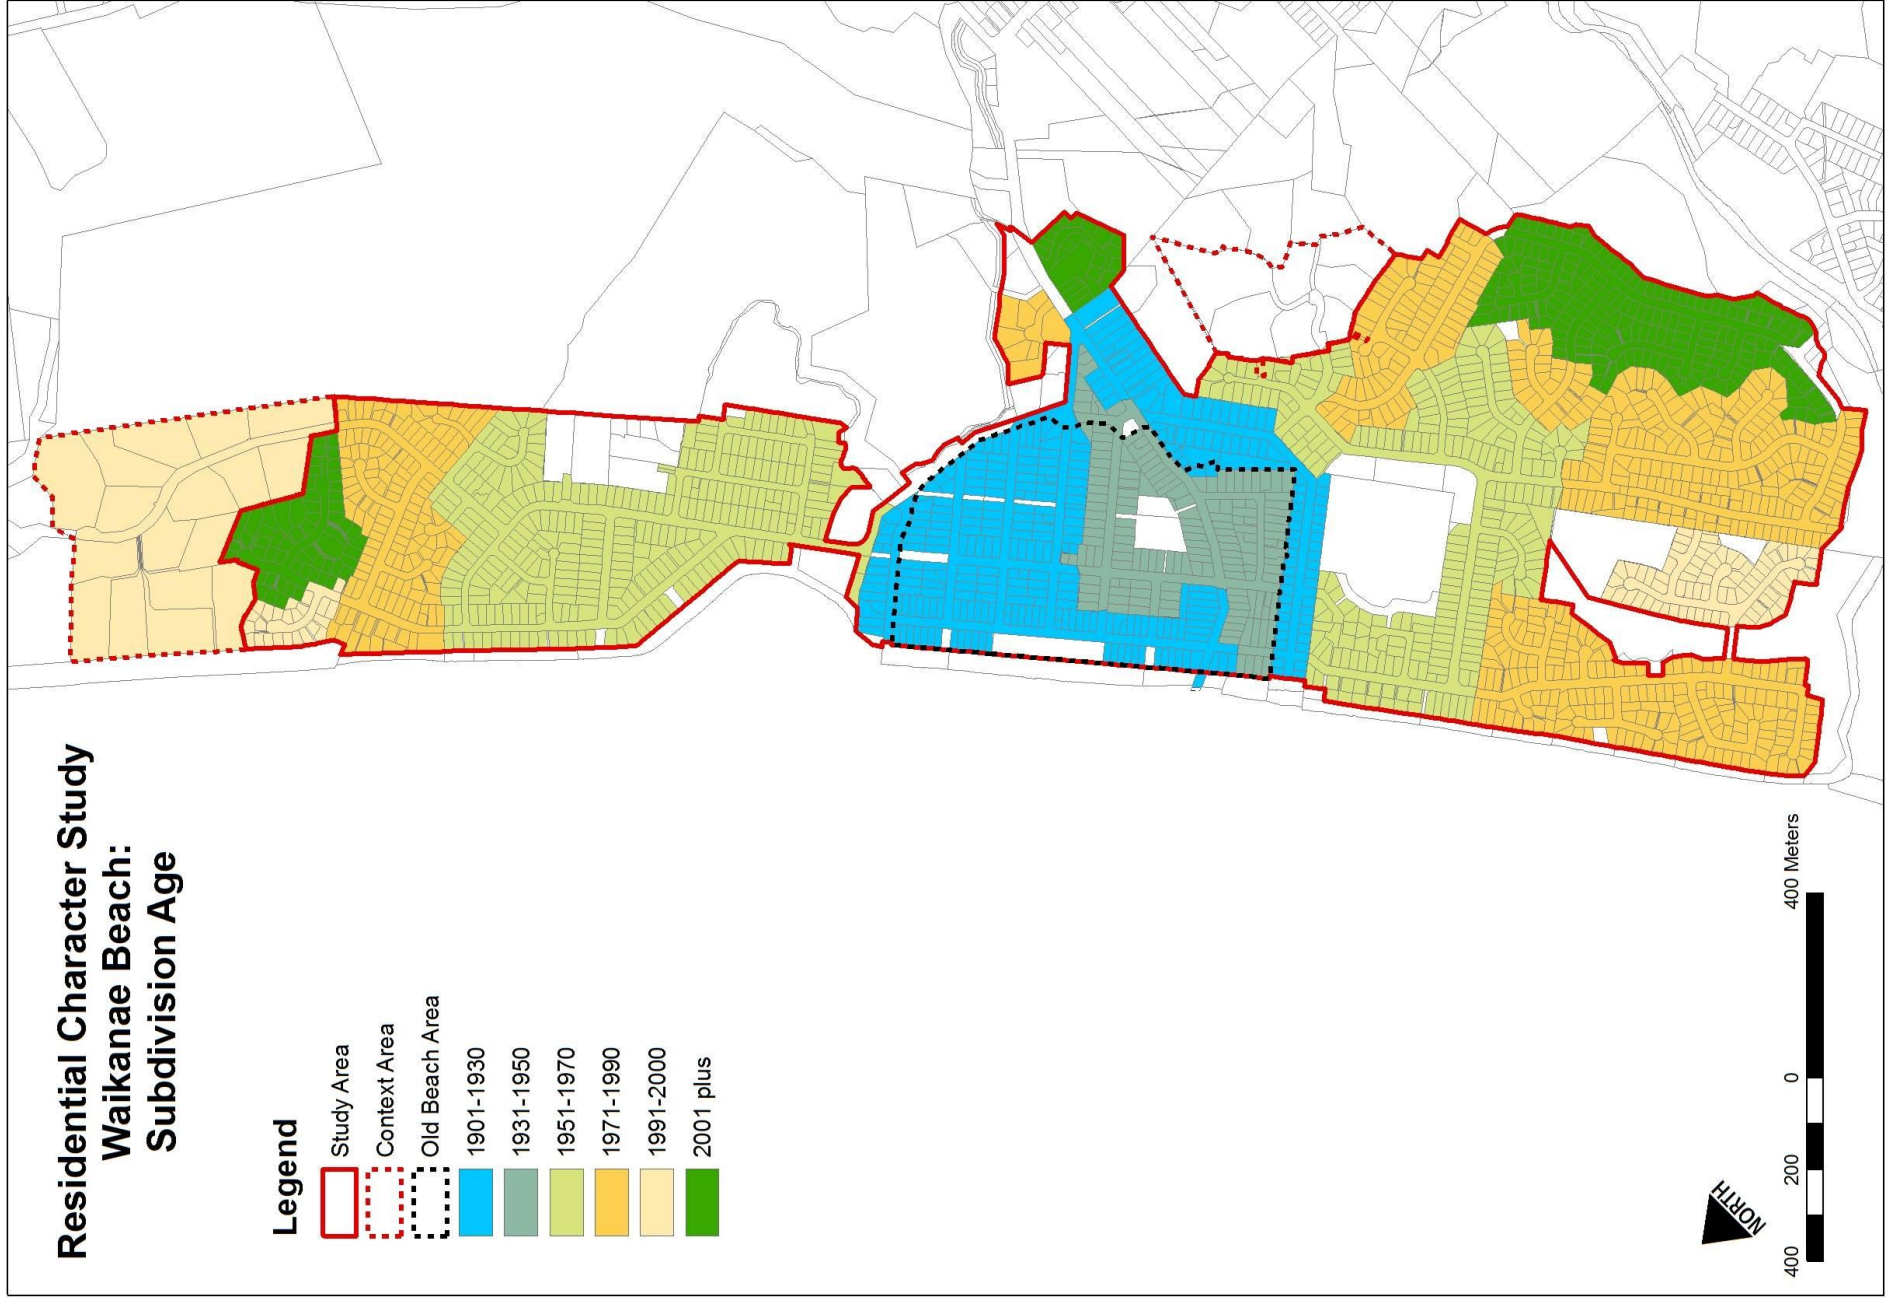 Residential Character Study
Waikanae Beach:
Subdivision Age
Legend
Study Area
Context Area
Old Beach Area
1901-1930
1931-1950
1951-1970
1971-1990
1991-2000
2001 plus
NORTH
400 200 0 400 Meters